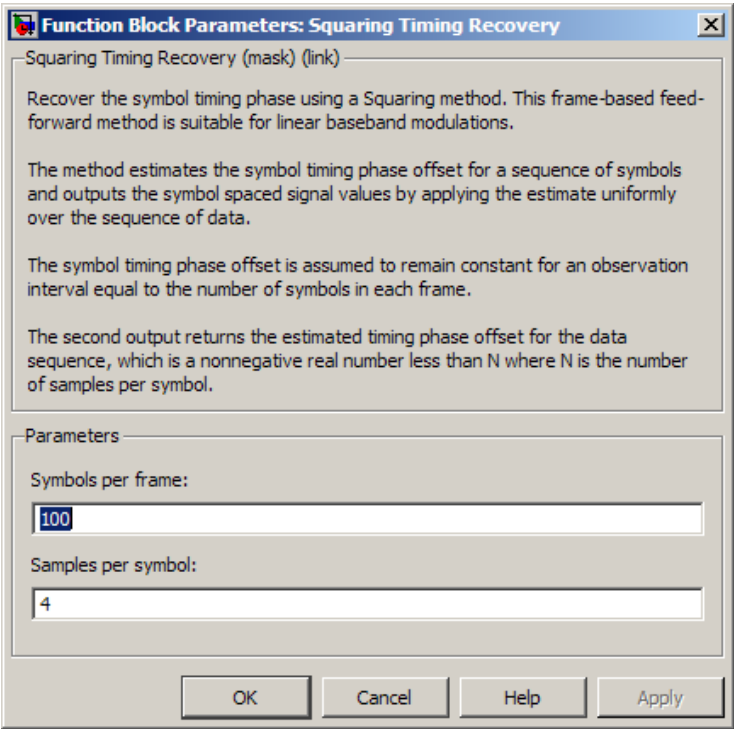 Function Block Parameters: Squaring Timing Recovery
Squaring Timing Recovery (mask) (link)
Recover the symbol timing phase using a Squaring method. This frame-based feed-
forward method is suitable for linear baseband modulations.
The method estimates the symbol timing phase offset for a sequence of symbols
and outputs the symbol spaced signal values by applying the estimate uniformly
over the sequence of data.
The symbol timing phase offset is assumed to remain constant for an observation
interval equal to the number of symbols in each frame.
The second output returns the estimated timing phase offset for the data
sequence, which is a nonnegative real number less than N where N is the number
of samples per symbol.
Parameters
Symbols per frame:
100
Samples per symbol:
4
OK Cancel Help Apply